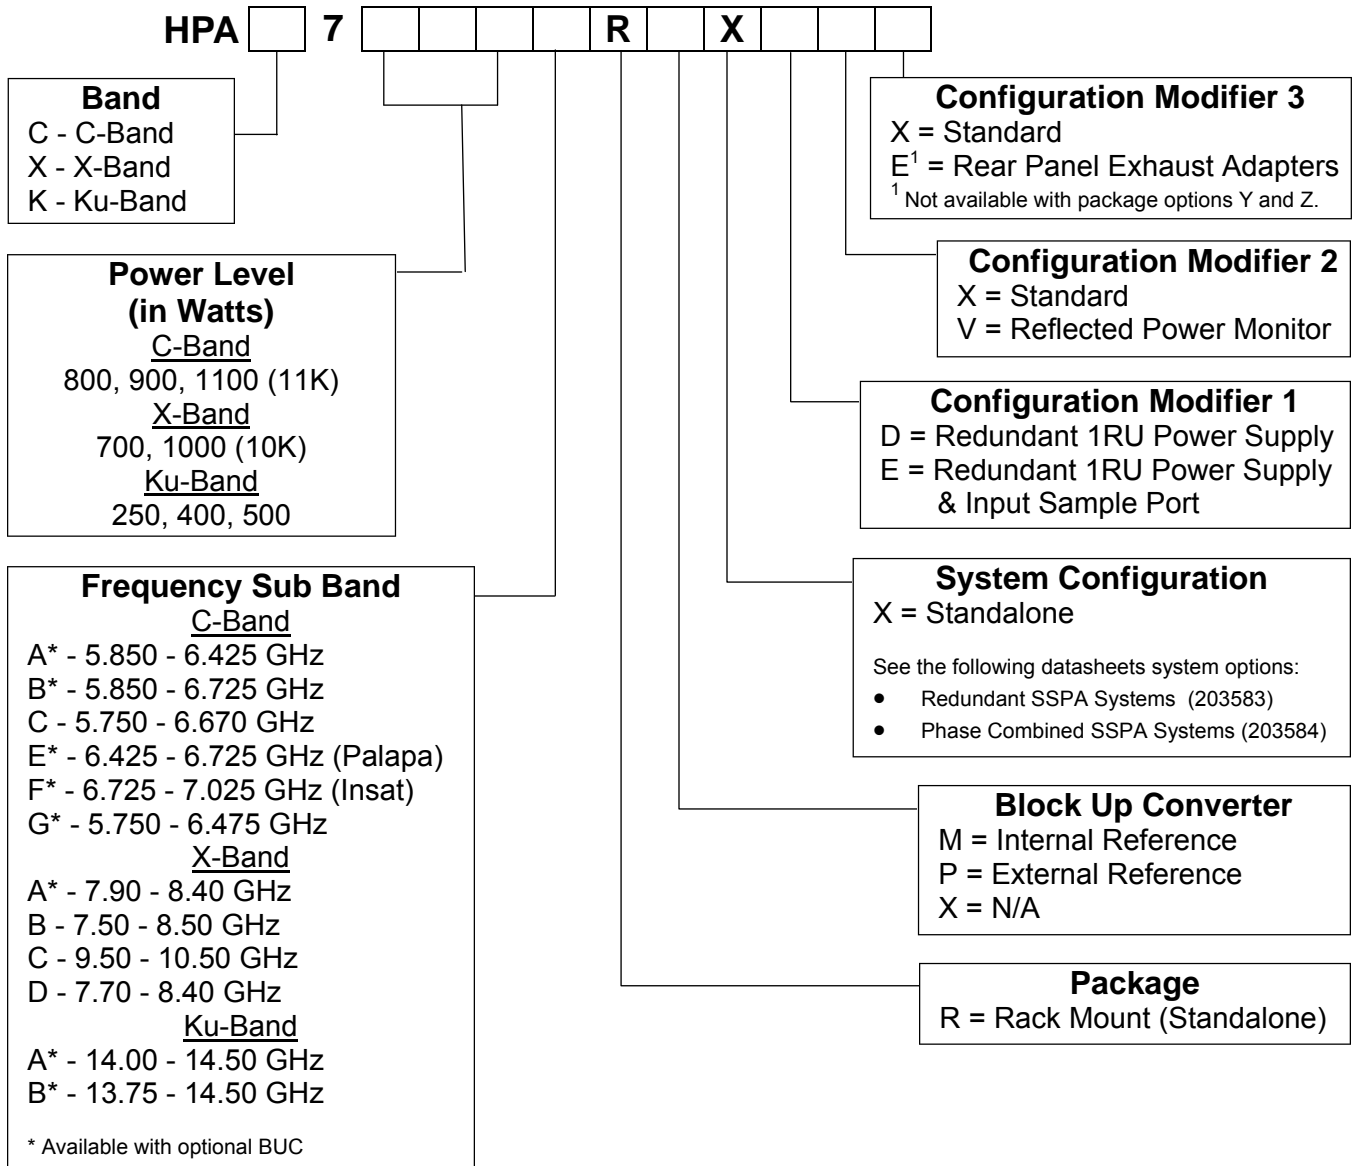 HPA 7 R X
Band
C - C-Band
X - X-Band
K - Ku-Band
Power Level
(in Watts)
C-Band
800, 900, 1100 (11K)
X-Band
700, 1000 (10K)
Ku-Band
250, 400, 500
Frequency Sub Band
C-Band
A* - 5.850 - 6.425 GHz
B* - 5.850 - 6.725 GHz
C - 5.750 - 6.670 GHz
E* - 6.425 - 6.725 GHz (Palapa)
F* - 6.725 - 7.025 GHz (Insat)
G* - 5.750 - 6.475 GHz
X-Band
A* - 7.90 - 8.40 GHz
B - 7.50 - 8.50 GHz
C - 9.50 - 10.50 GHz
D - 7.70 - 8.40 GHz
Ku-Band
A* - 14.00 - 14.50 GHz
B* - 13.75 - 14.50 GHz
* Available with optional BUC
Configuration Modifier 3
X = Standard
E¹ = Rear Panel Exhaust Adapters
¹ Not available with package options Y and Z.
Configuration Modifier 2
X = Standard
V = Reflected Power Monitor
Configuration Modifier 1
D = Redundant 1RU Power Supply
E = Redundant 1RU Power Supply
& Input Sample Port
System Configuration
X = Standalone
See the following datasheets system options:
• Redundant SSPA Systems (203583)
• Phase Combined SSPA Systems (203584)
Block Up Converter
M = Internal Reference
P = External Reference
X = N/A
Package
R = Rack Mount (Standalone)